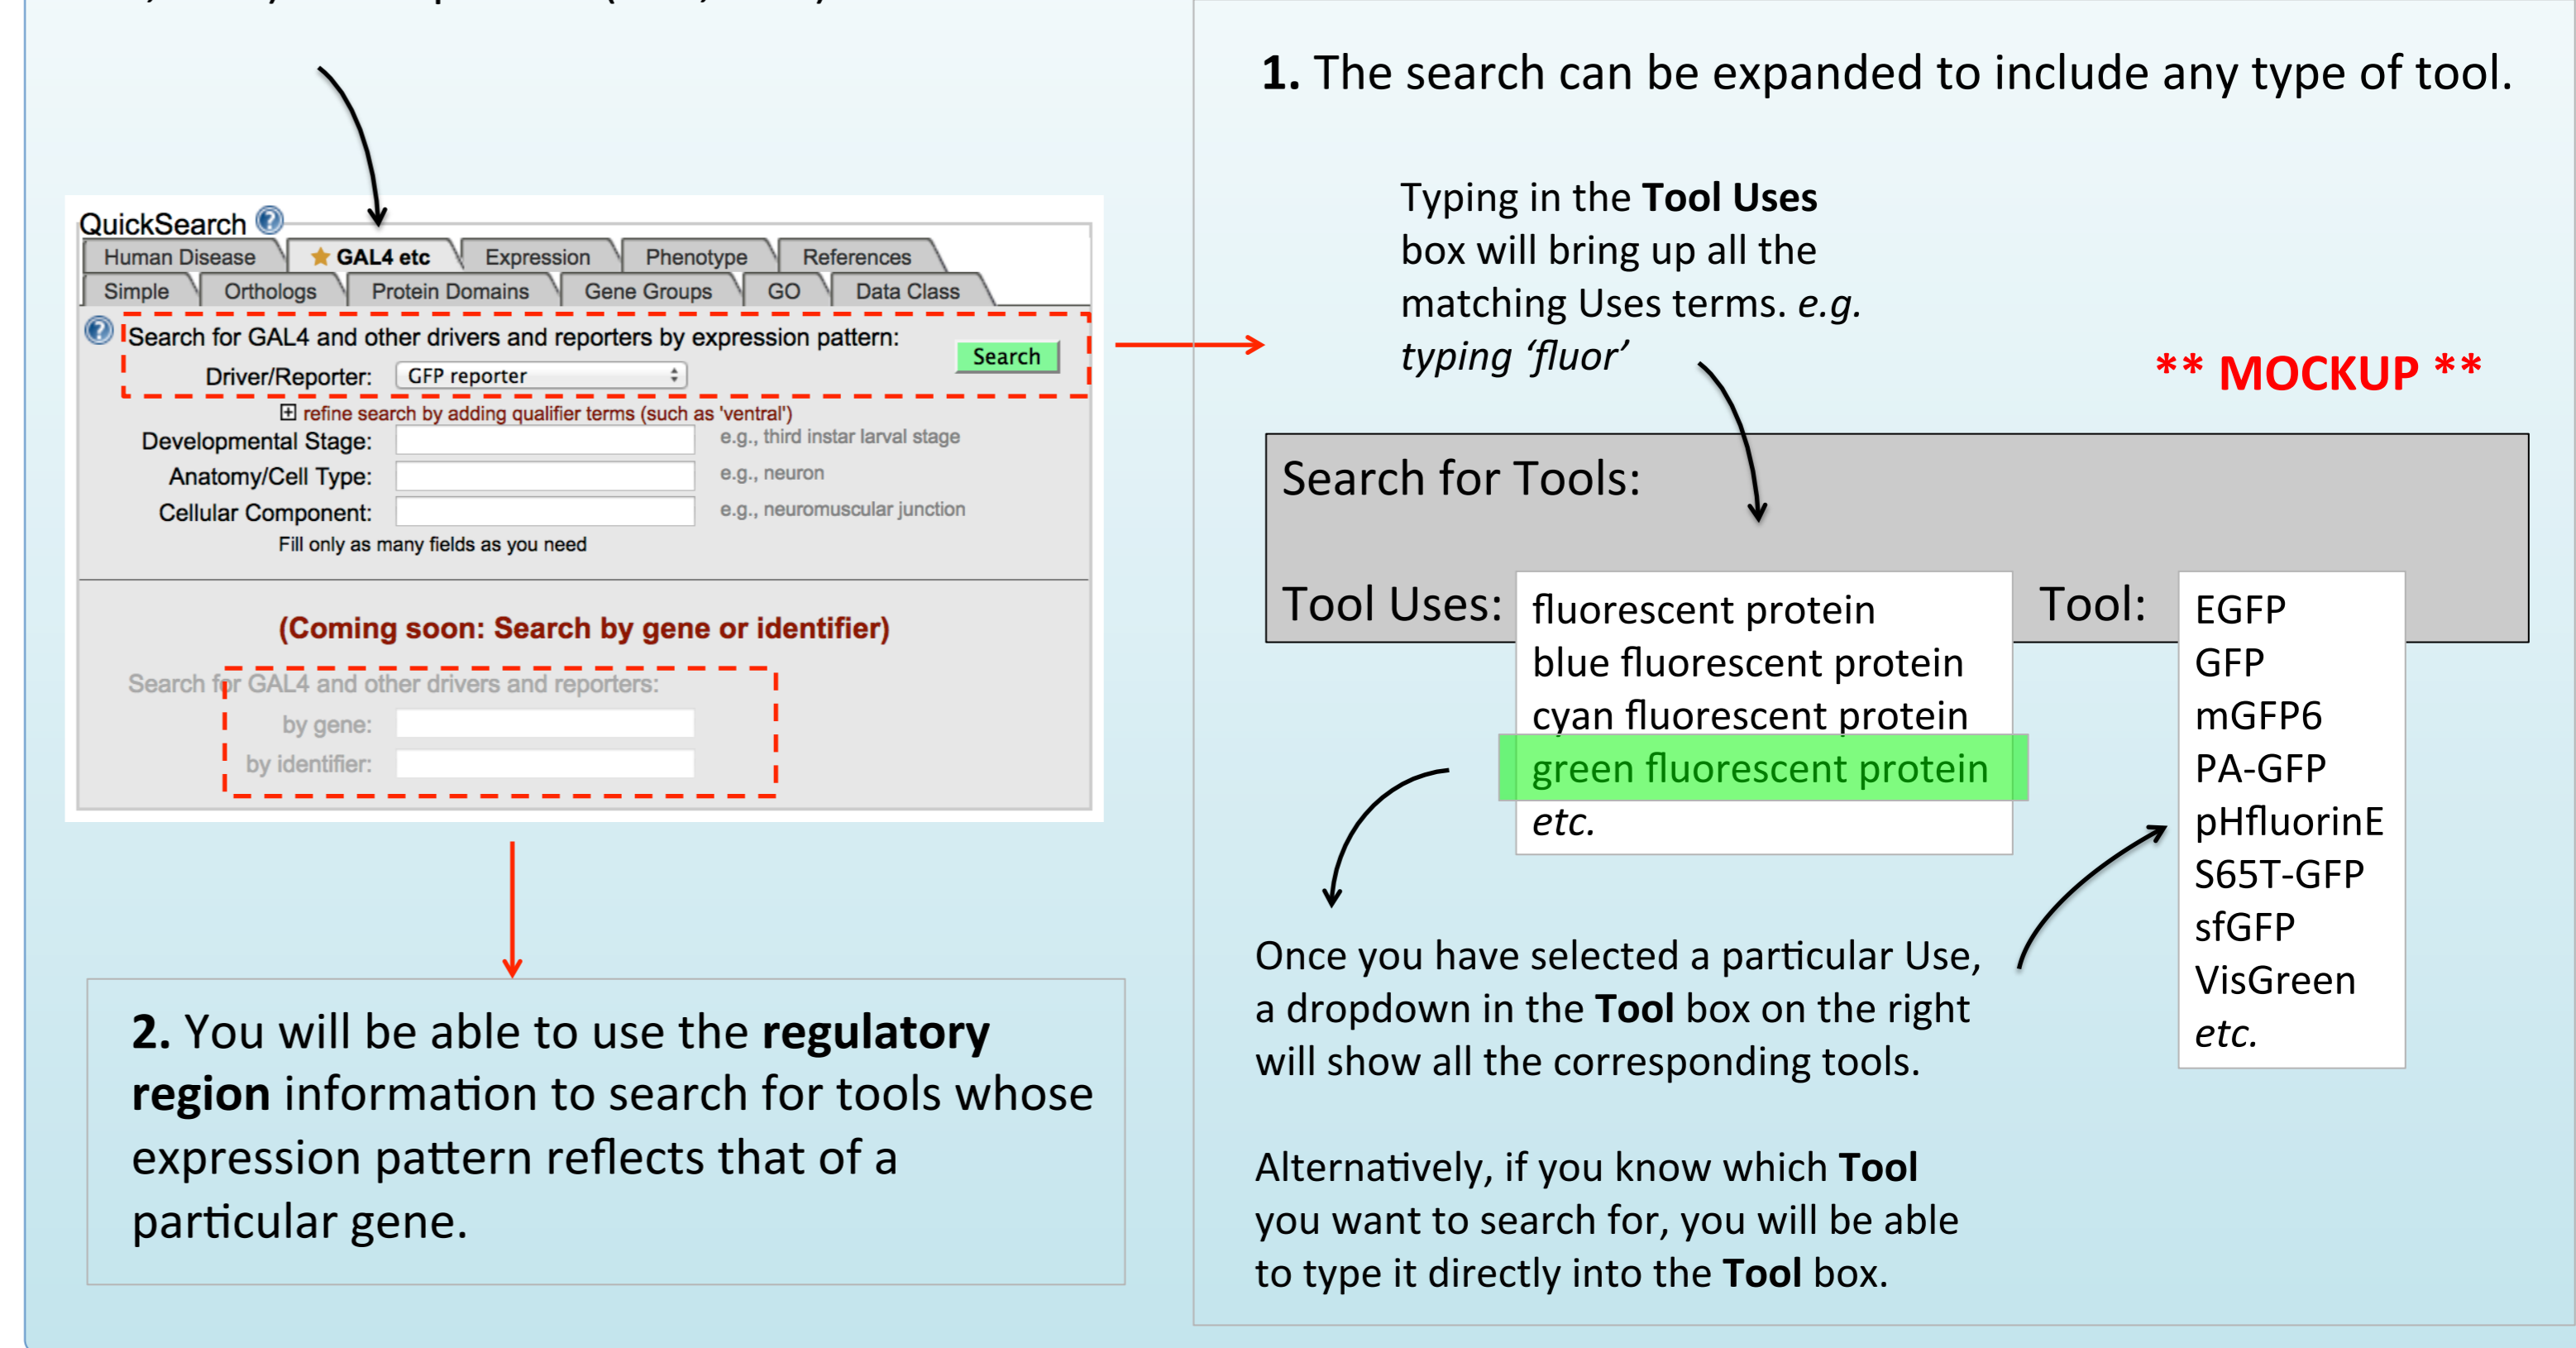 QuickSearch
Human Disease
GAL4 etc
Expression
Phenotype
References
Simple
Orthologs
Protein Domains
Gene Groups
GO
Data Class
Search for GAL4 and other drivers and reporters by expression pattern:
Search
Driver/Reporter: GFP reporter
refine search by adding qualifier terms (such as 'ventral')
Developmental Stage: e.g., third instar larval stage
Anatomy/Cell Type: e.g., neuron
Cellular Component: e.g., neuromuscular junction
Fill only as many fields as you need
(Coming soon: Search by gene or identifier)
Search for GAL4 and other drivers and reporters:
by gene:
by identifier:
2. You will be able to use the regulatory
region information to search for tools whose
expression pattern reflects that of a
particular gene.
1. The search can be expanded to include any type of tool.
Typing in the Tool Uses
box will bring up all the
matching Uses terms. e.g.
typing ‘fluor’
** MOCKUP **
Search for Tools:
Tool Uses:
fluorescent protein
blue fluorescent protein
cyan fluorescent protein
green fluorescent protein
etc.
Tool:
EGFP
GFP
mGFP6
PA-GFP
pHfluorinE
S65T-GFP
sfGFP
VisGreen
etc.
Once you have selected a particular Use,
a dropdown in the Tool box on the right
will show all the corresponding tools.
Alternatively, if you know which Tool
you want to search for, you will be able
to type it directly into the Tool box.